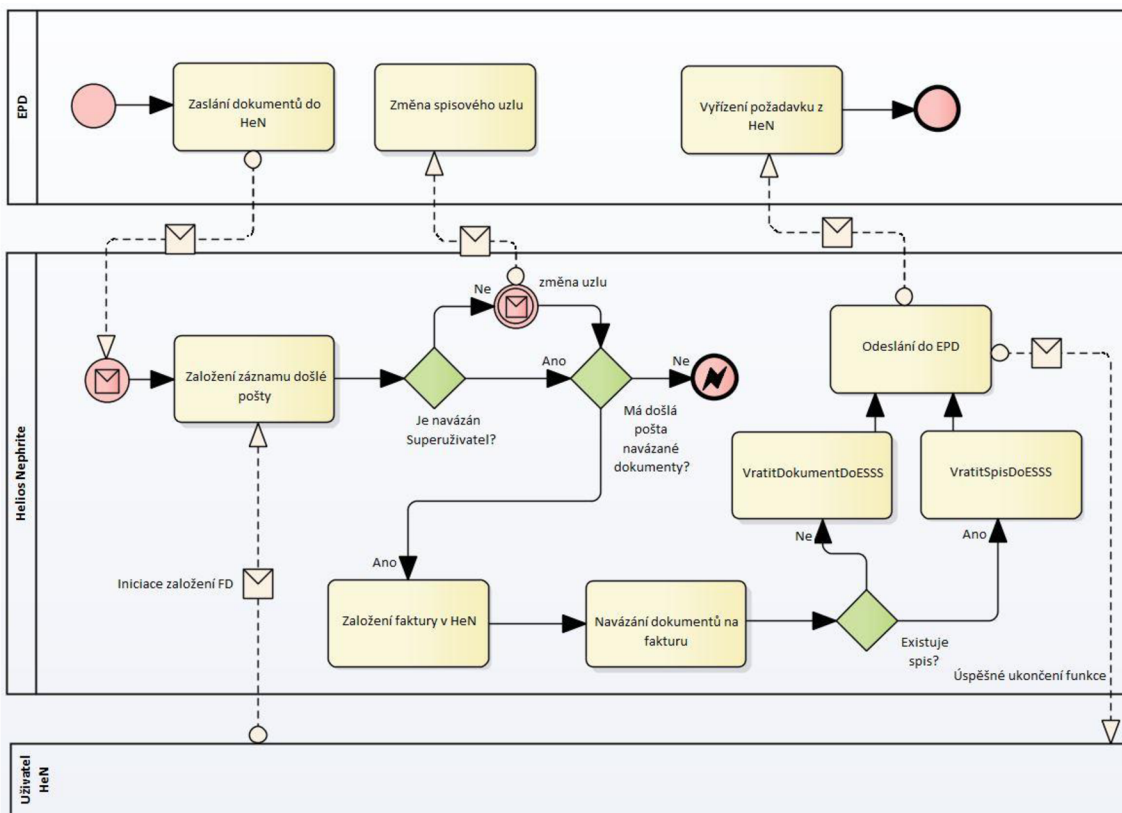 EPD
Zaslání dokumentů do
HeN
Změna spisového uzlu
Vyřízení požadavku z
HeN
Helios Nephrite
Ne
změna uzlu
Založení záznamu došlé
pošty
Ano
Ne
Je navázán
Superuživatel?
Má došlá
pošta
navázané
dokumenty?
Odeslání do EPD
VratitDokumentDoESSS
VratitSpisDoESSS
Ne
Ano
Iniciace založení FD
Ano
Založení faktury v HeN
Navázání dokumentů na
fakturu
Existuje
spis?
Úspěšné ukončení funkce
Uživatel
HeN